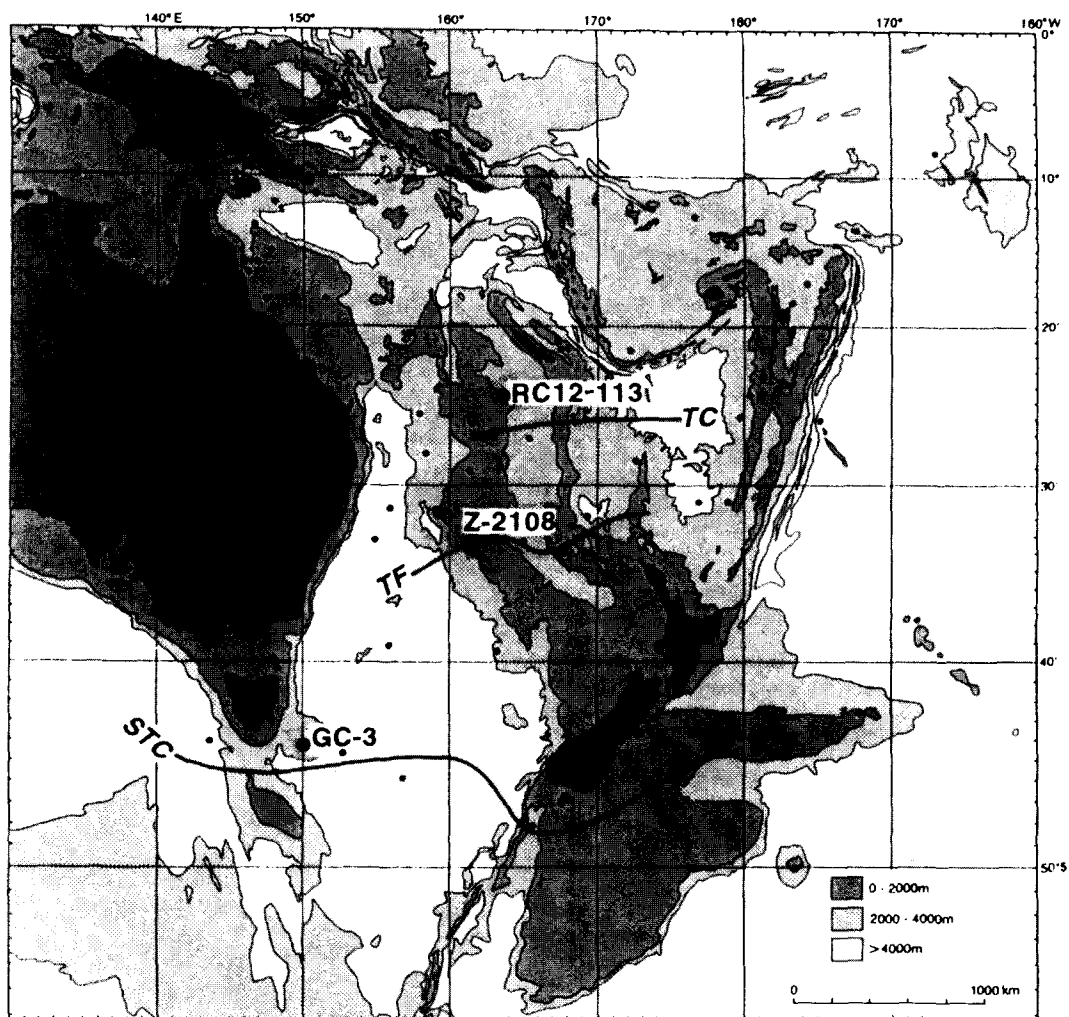 140° E 150° 160° 170° 180° 170° 160° W
0°
10°
20°
RC12-113
TC
30°
Z-2108
TF
40°
STC
GC-3
50°S
0 - 2000m
2000 - 4000m
>4000m
0 1000 km